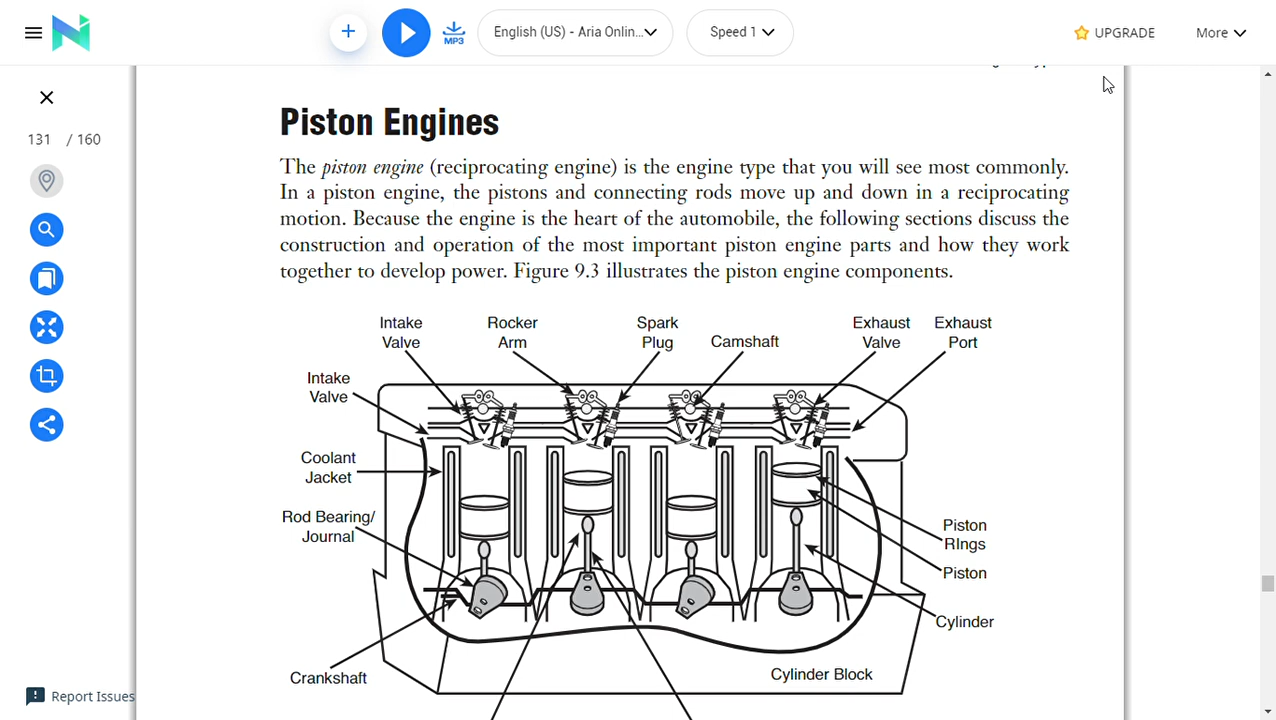 MP3
English (US) - Aria Onlin...
Speed 1
UPGRADE
More
131 / 160
Piston Engines
The piston engine (reciprocating engine) is the engine type that you will see most commonly.
In a piston engine, the pistons and connecting rods move up and down in a reciprocating
motion. Because the engine is the heart of the automobile, the following sections discuss the
construction and operation of the most important piston engine parts and how they work
together to develop power. Figure 9.3 illustrates the piston engine components.
Intake
Valve
Rocker
Arm
Spark
Plug
Camshaft
Exhaust
Valve
Exhaust
Port
Intake
Valve
Coolant
Jacket
Rod Bearing/
Journal
Piston
RIngs
Piston
Cylinder
Crankshaft
Cylinder Block
Report Issues